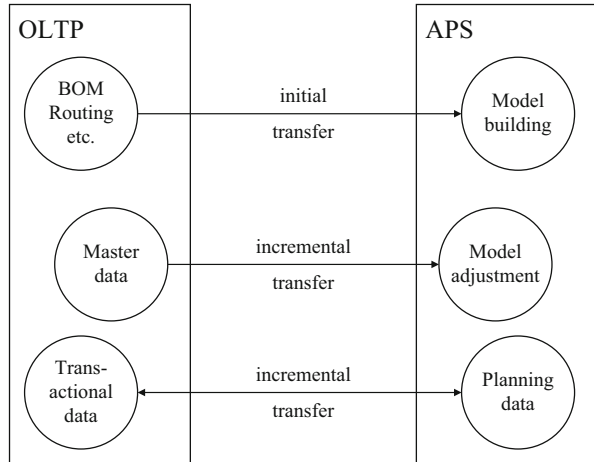 OLTP
APS
BOM
Routing
etc.
initial
transfer
Model
building
Master
data
incremental
transfer
Model
adjustment
Trans-
actional
data
incremental
transfer
Planning
data